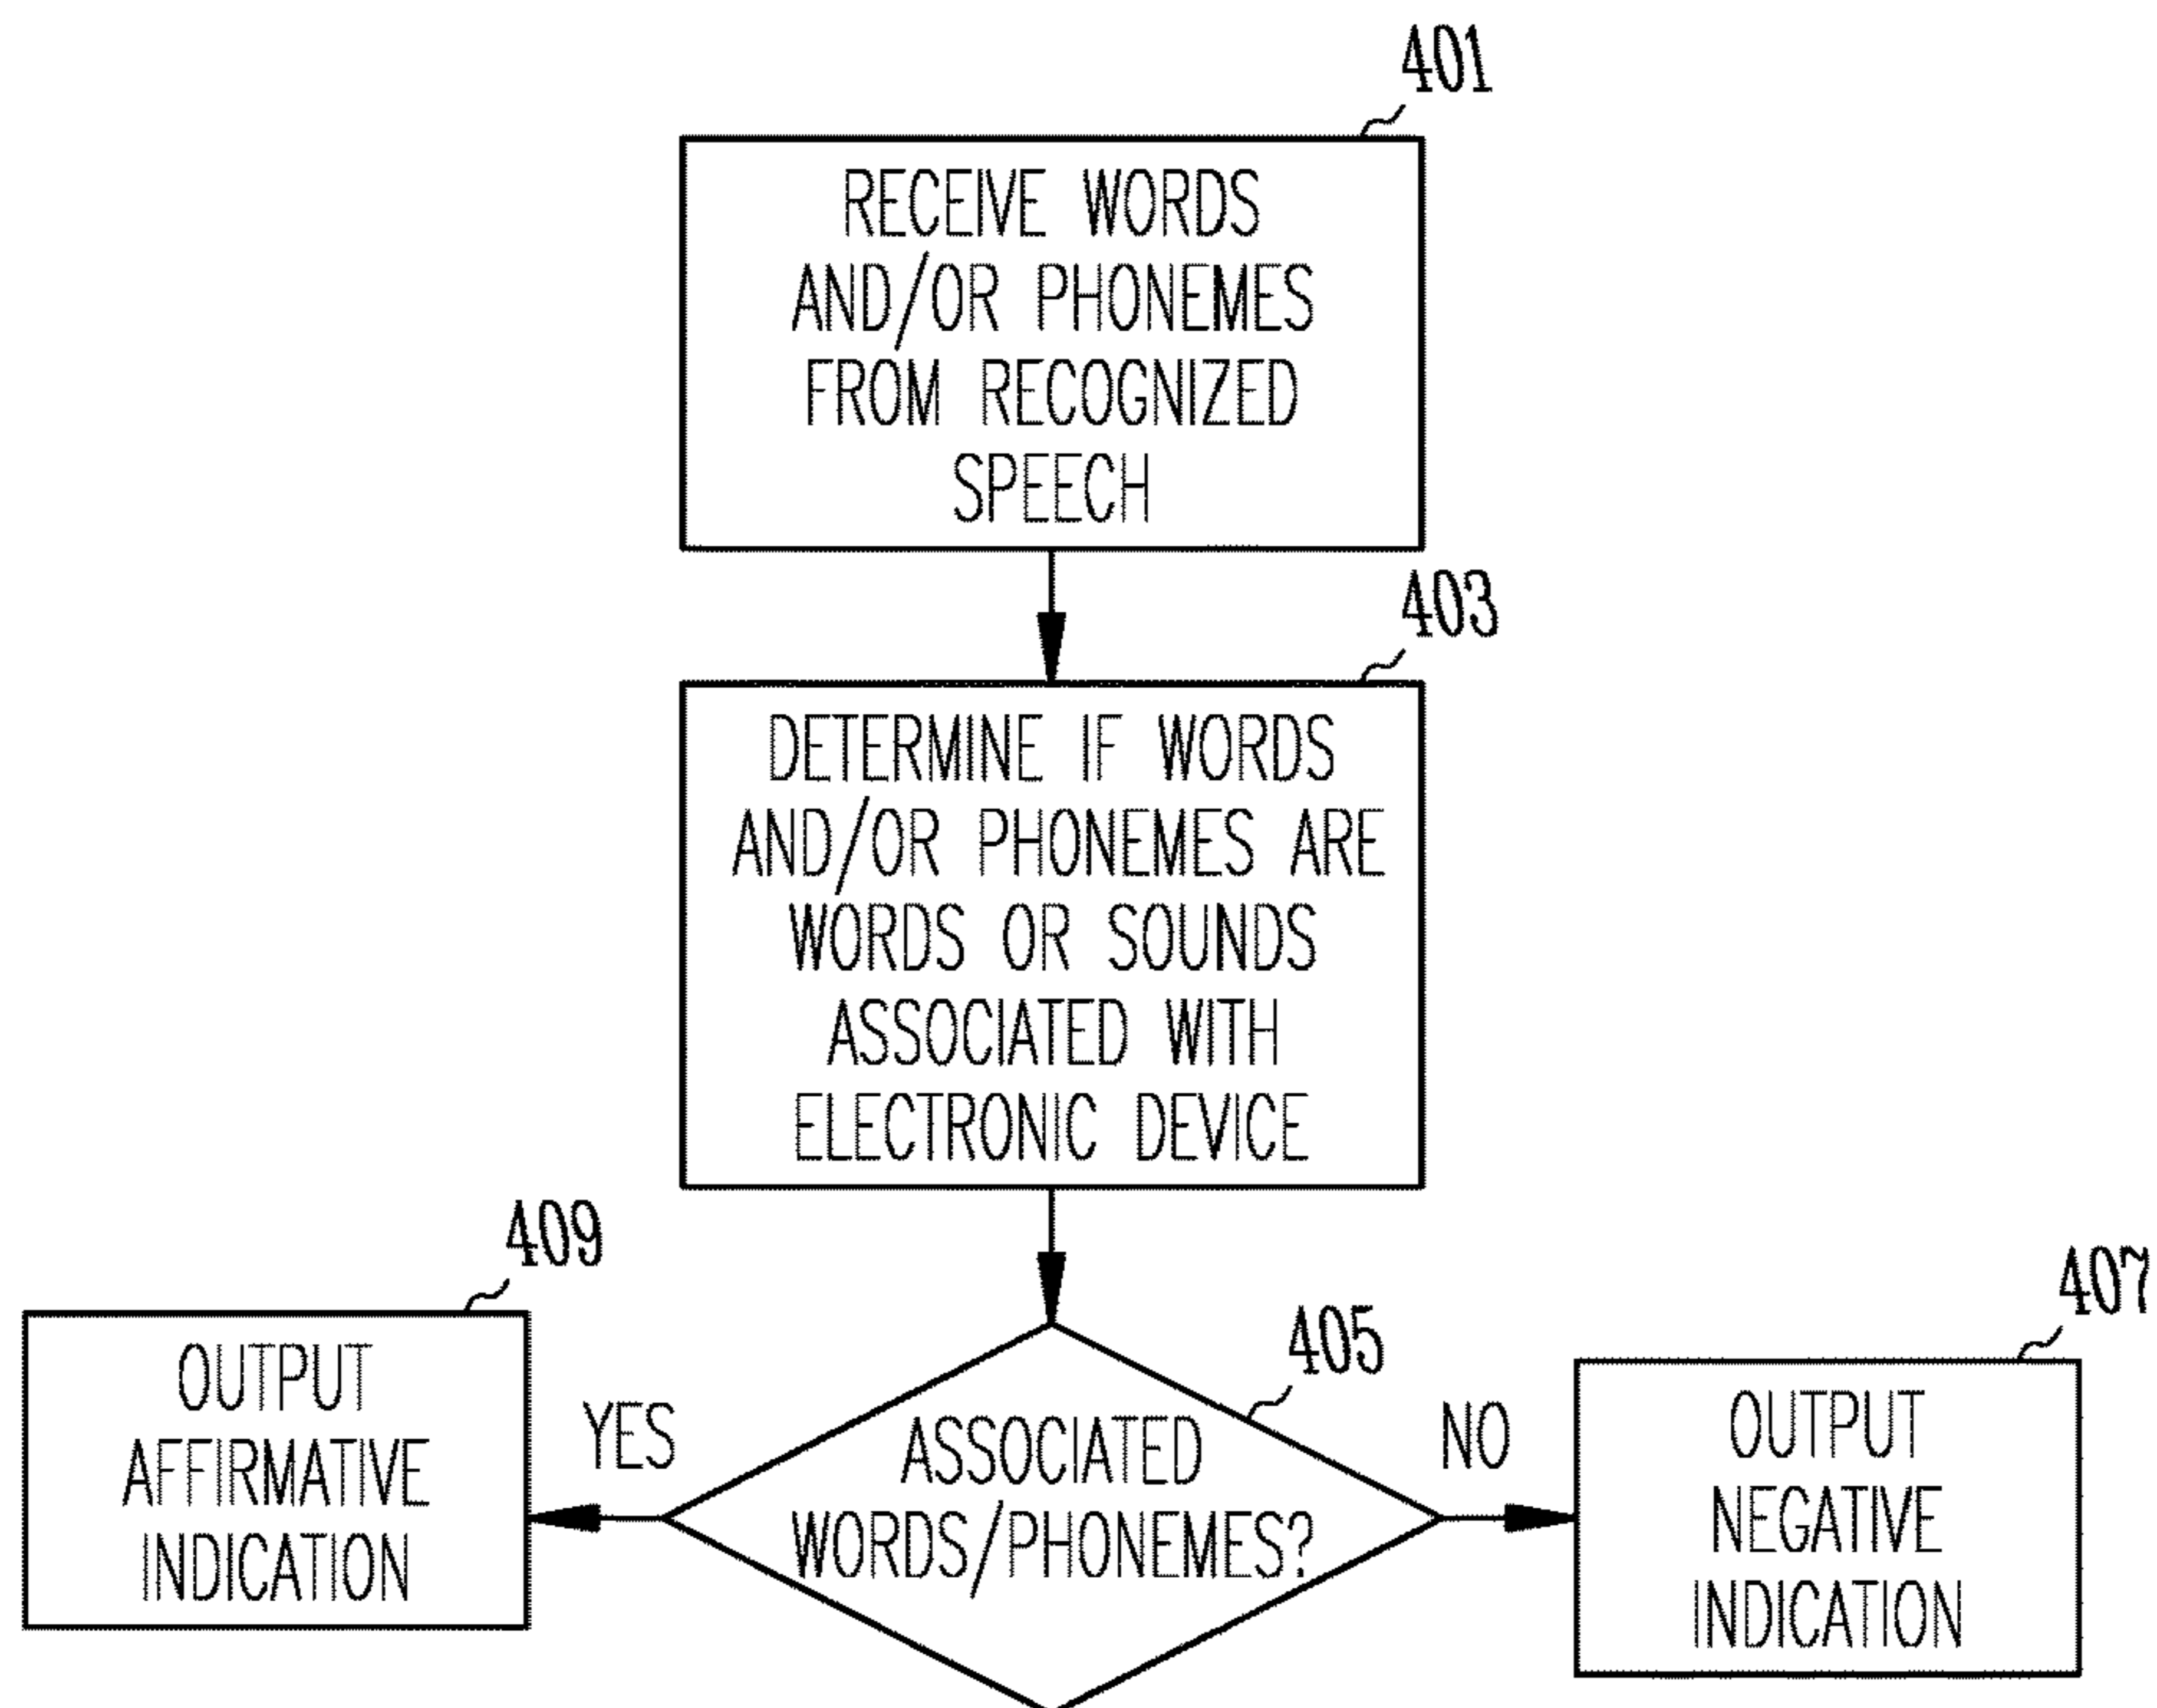 401
RECEIVE WORDS
AND/OR PHONEMES
FROM RECOGNIZED
SPEECH
403
DETERMINE IF WORDS
AND/OR PHONEMES ARE
WORDS OR SOUNDS
ASSOCIATED WITH
ELECTRONIC DEVICE
409
OUTPUT
AFFIRMATIVE
INDICATION
YES
405
ASSOCIATED
WORDS/PHONEMES?
NO
407
OUTPUT
NEGATIVE
INDICATION